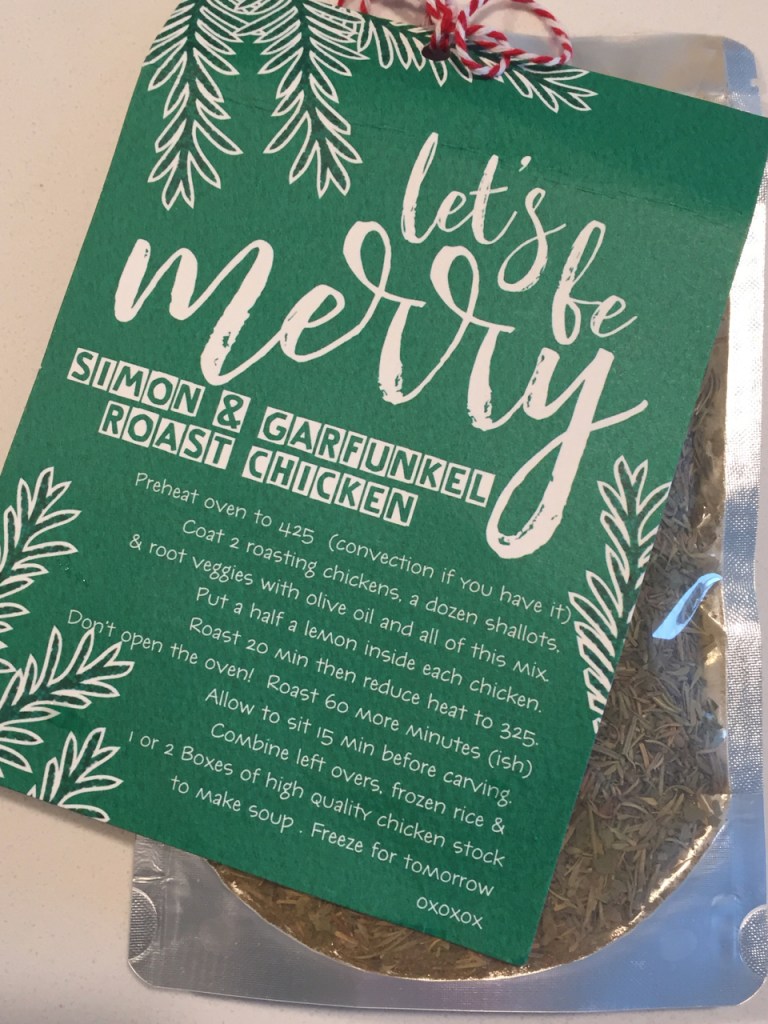 let's be
merry
SIMON & GARFUNKEL
ROAST CHICKEN
Preheat oven to 425 (convection if you have it)
Coat 2 roasting chickens, a dozen shallots,
& root veggies with olive oil and all of this mix.
Put a half a lemon inside each chicken.
Roast 20 min then reduce heat to 325.
Don't open the oven! Roast 60 more minutes (ish)
Allow to sit 15 min before carving.
Combine left overs, frozen rice &
1 or 2 Boxes of high quality chicken stock
to make soup . Freeze for tomorrow
oxoxox